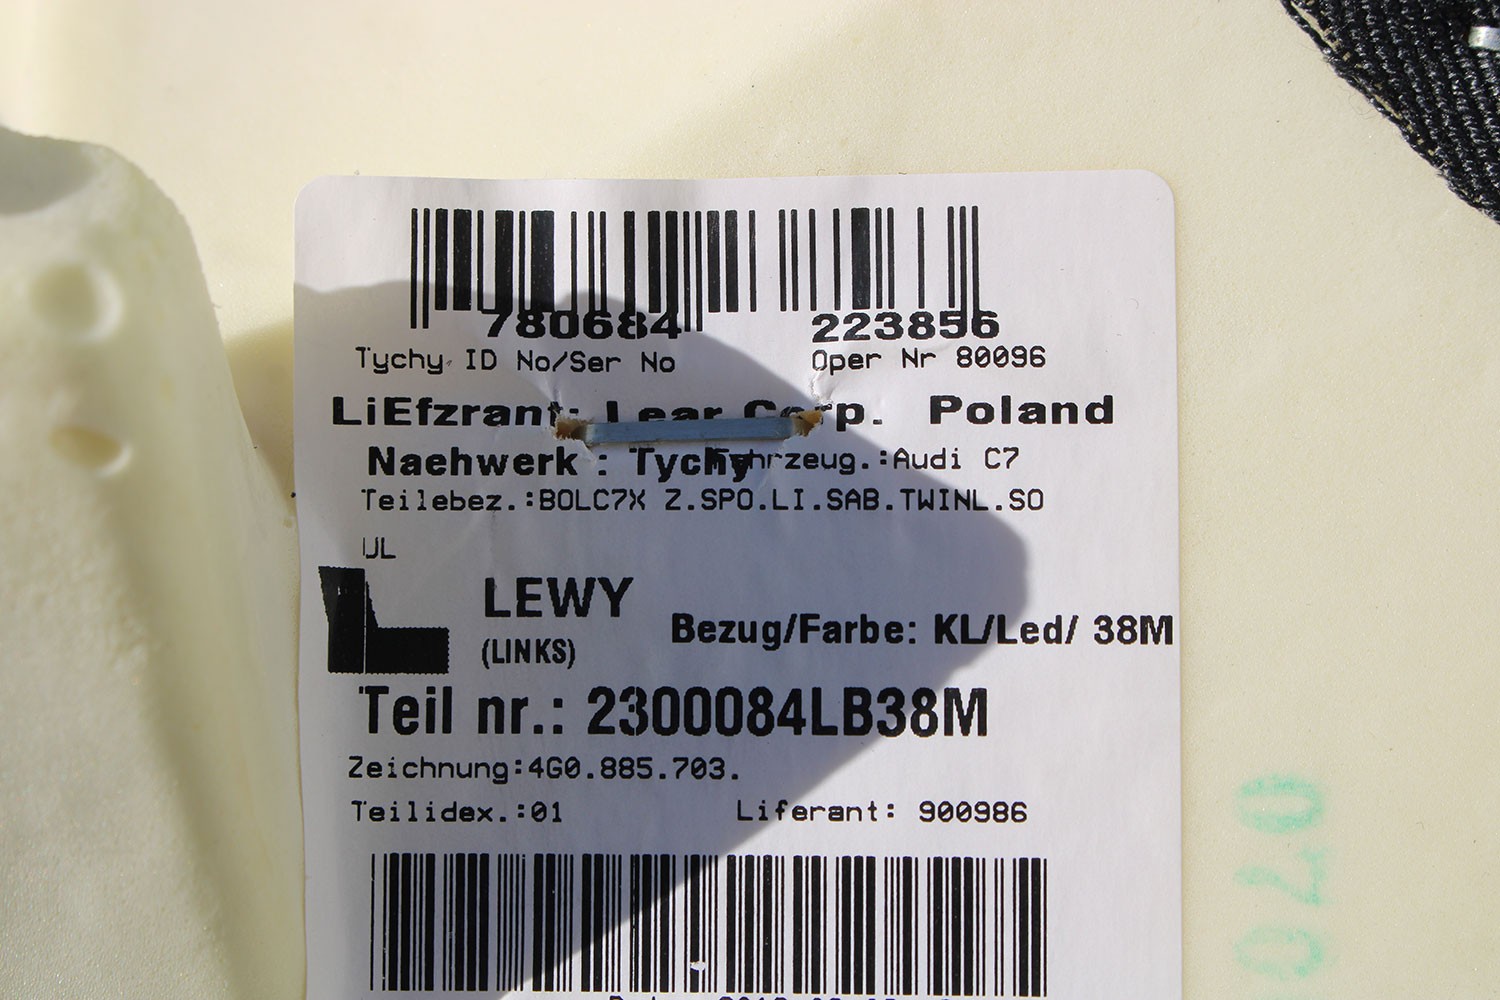 780684 223856
Tychy ID No/Ser No Oper Nr 80096
LiEfzrant: Lear Corp. Poland
Naehwerk : Tychy Fahrzeug.:Audi C7
Teilebez.:BOLC7X Z.SPO.LI.SAB.TWINL.SO
UL
LEWY
(LINKS)
Bezug/Farbe: KL/Led/ 38M
Teil nr.: 2300084LB38M
Zeichnung:4G0.885.703.
Teilidex.:01 Liferant: 900986
070